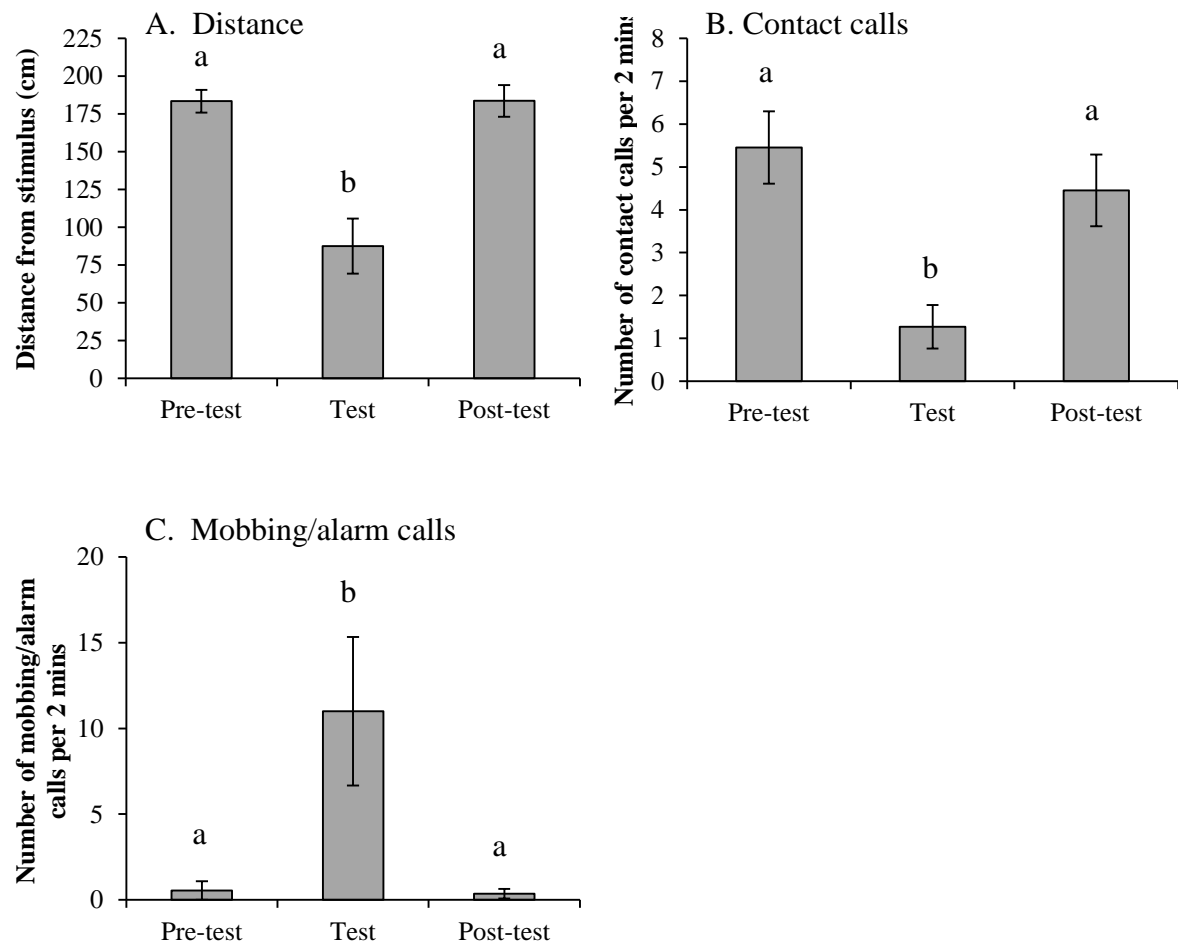 A. Distance
Distance from stimulus (cm)
225
200
175
150
125
100
75
50
25
0
a
b
a
Pre-test
Test
Post-test
B. Contact calls
Number of contact calls per 2 mins
8
7
6
5
4
3
2
1
0
a
b
a
Pre-test
Test
Post-test
C. Mobbing/alarm calls
Number of mobbing/alarm
calls per 2 mins
20
15
10
5
0
a
b
a
Pre-test
Test
Post-test